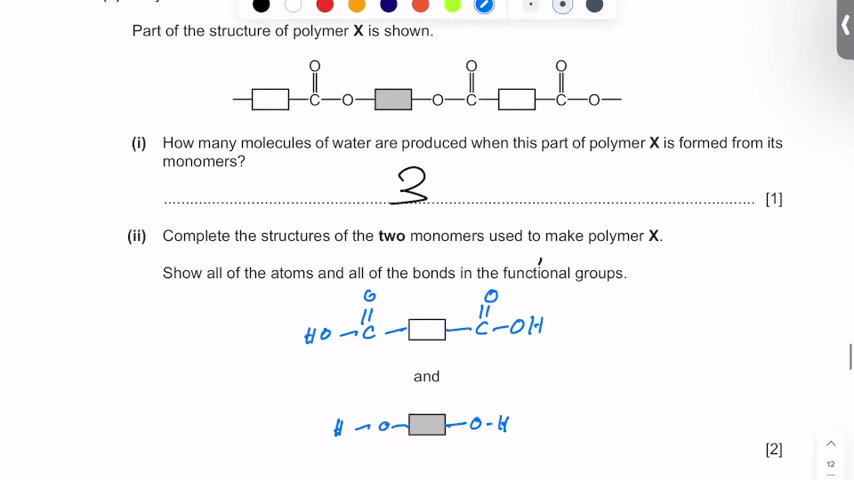 Part of the structure of polymer X is shown.
O O O
C O O C C O
(i) How many molecules of water are produced when this part of polymer X is formed from its
monomers?
3
[1]
(ii) Complete the structures of the two monomers used to make polymer X.
Show all of the atoms and all of the bonds in the functional groups.
O O
HO – C – – C – OH
and
H – O – – O – H
[2]
12